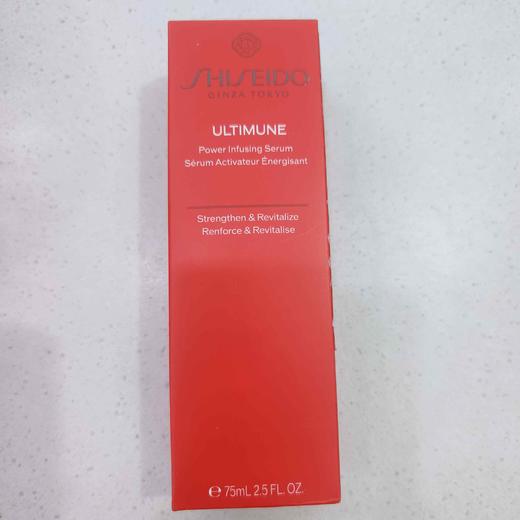 SHISEIDO
GINZA TOKYO
ULTIMUNE
Power Infusing Serum
Sérum Activateur Énergisant
Strengthen & Revitalize
Renforce & Revitalise
℮ 75mL 2.5 FL. OZ.